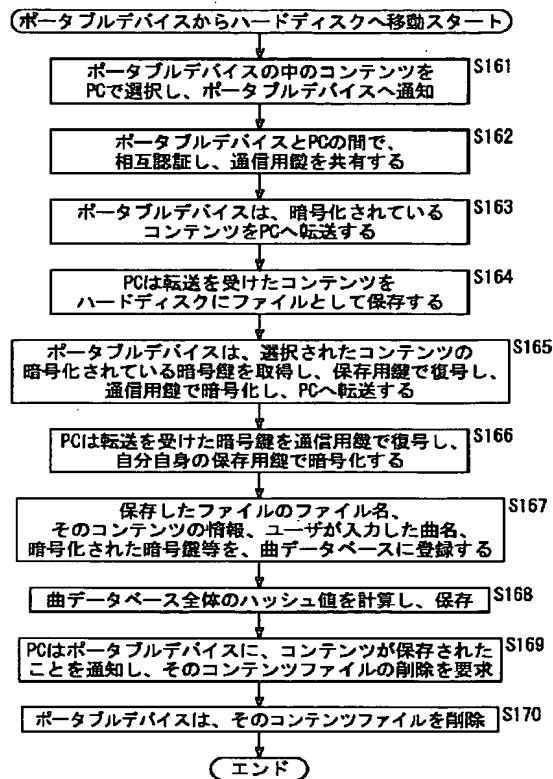 ポータブルデバイスからハードディスクへ移動スタート
S161
ポータブルデバイスの中のコンテンツを
PCで選択し、ポータブルデバイスへ通知
S162
ポータブルデバイスとPCの間で、
相互認証し、通信用鍵を共有する
S163
ポータブルデバイスは、暗号化されている
コンテンツをPCへ転送する
S164
PCは転送を受けたコンテンツを
ハードディスクにファイルとして保存する
S165
ポータブルデバイスは、選択されたコンテンツの
暗号化されている暗号鍵を取得し、保存用鍵で復号し、
通信用鍵で暗号化し、PCへ転送する
S166
PCは転送を受けた暗号鍵を通信用鍵で復号し、
自分自身の保存用鍵で暗号化する
S167
保存したファイルのファイル名、
そのコンテンツの情報、ユーザが入力した曲名、
暗号化された暗号鍵等を、曲データベースに登録する
S168
曲データベース全体のハッシュ値を計算し、保存
S169
PCはポータブルデバイスに、コンテンツが保存された
ことを通知し、そのコンテンツファイルの削除を要求
S170
ポータブルデバイスは、そのコンテンツファイルを削除
エンド